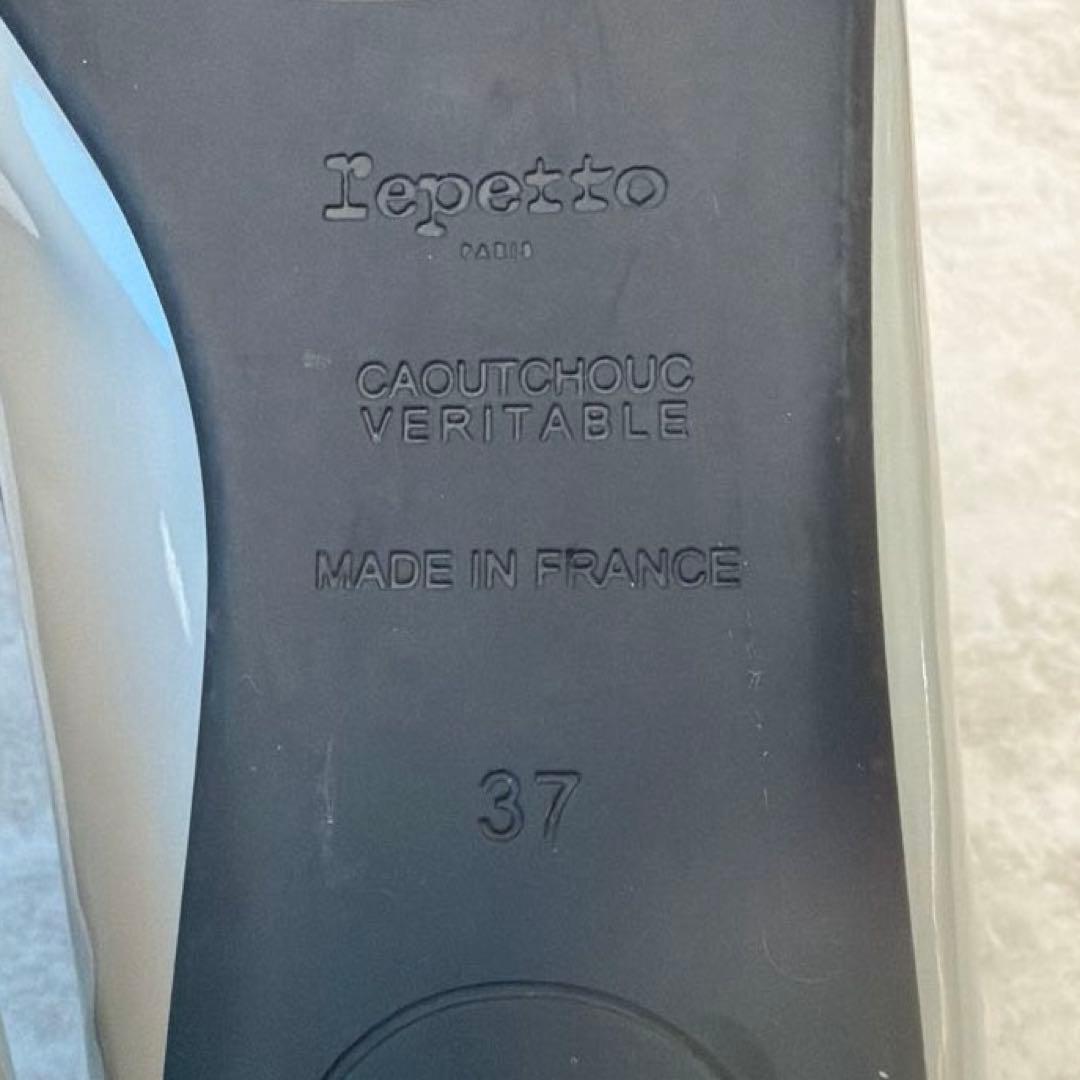 repetto
PARIS
CAOUTCHOUC
VERITABLE
MADE IN FRANCE
37